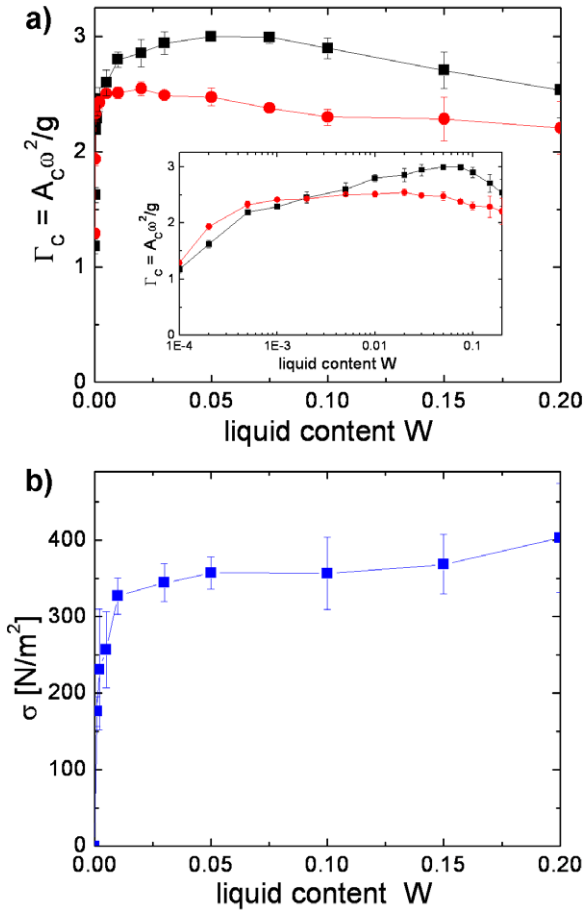 a)
3
2
1
0
Γc = Acω²/g
3
2
1
0
Γc = Acω²/g
1E-4 1E-3 0.01 0.1
liquid content W
0.00 0.05 0.10 0.15 0.20
liquid content W
b)
400
300
200
100
0
σ [N/m²]
0.00 0.05 0.10 0.15 0.20
liquid content W